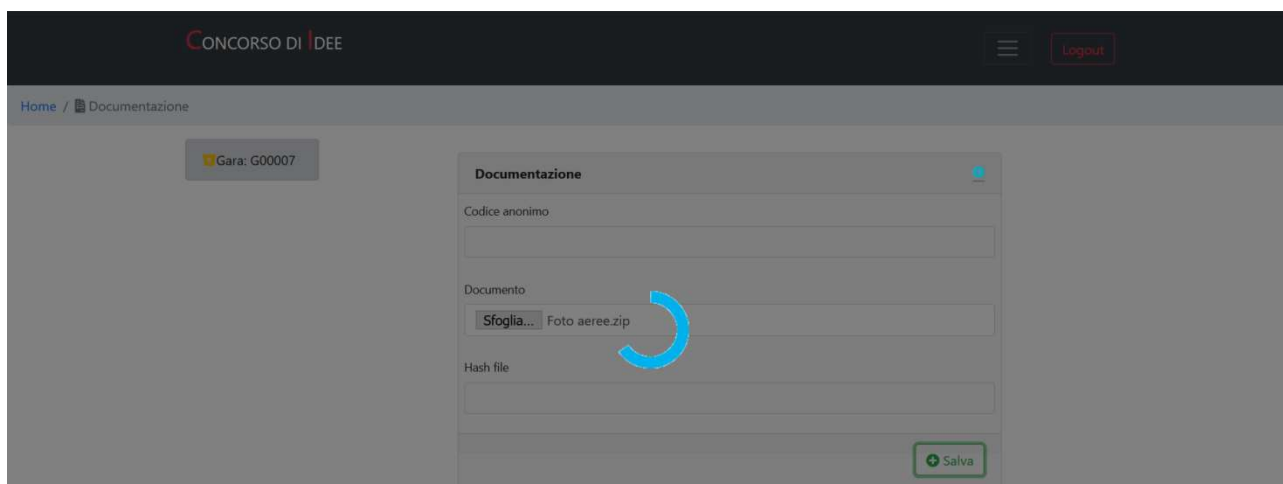 CONCORSO DI IDEE
Logout
Home / Documentazione
Gara: G00007
Documentazione
Codice anonimo
Documento
Sfoglia... Foto aeree.zip
Hash file
Salva